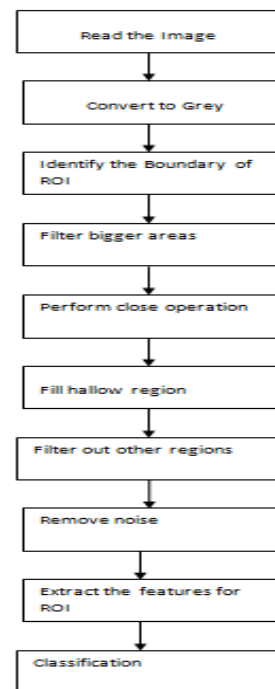 Read the Image
Convert to Grey
Identify the Boundary of
ROI
Filter bigger areas
Perform close operation
Fill hallow region
Filter out other regions
Remove noise
Extract the features for
ROI
Classification